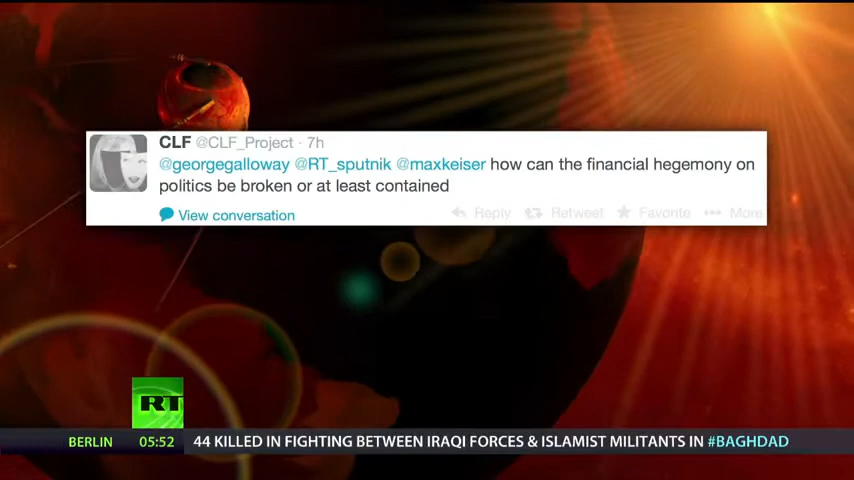 CLF @CLF_Project · 7h
@georgegalloway @RT_sputnik @maxkeiser how can the financial hegemony on
politics be broken or at least contained
View conversation Reply Retweet Favorite More
RT
BERLIN 05:52 44 KILLED IN FIGHTING BETWEEN IRAQI FORCES & ISLAMIST MILITANTS IN #BAGHDAD